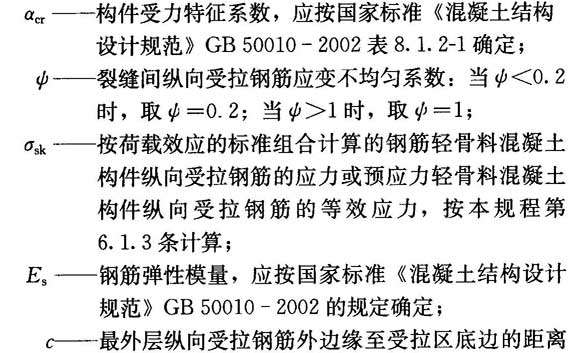 α_cr ——构件受力特征系数，应按国家标准《混凝土结构
设计规范》GB 50010－2002 表 8.1.2-1 确定；
ψ——裂缝间纵向受拉钢筋应变不均匀系数：当 ψ＜0.2
时，取 ψ＝0.2；当 ψ＞1 时，取 ψ＝1；
σ_sk ——按荷载效应的标准组合计算的钢筋轻骨料混凝土
构件纵向受拉钢筋的应力或预应力轻骨料混凝土
构件纵向受拉钢筋的等效应力，按本规程第
6.1.3 条计算；
E_s ——钢筋弹性模量，应按国家标准《混凝土结构设计
规范》GB 50010－2002 的规定确定；
c——最外层纵向受拉钢筋外边缘至受拉区底边的距离